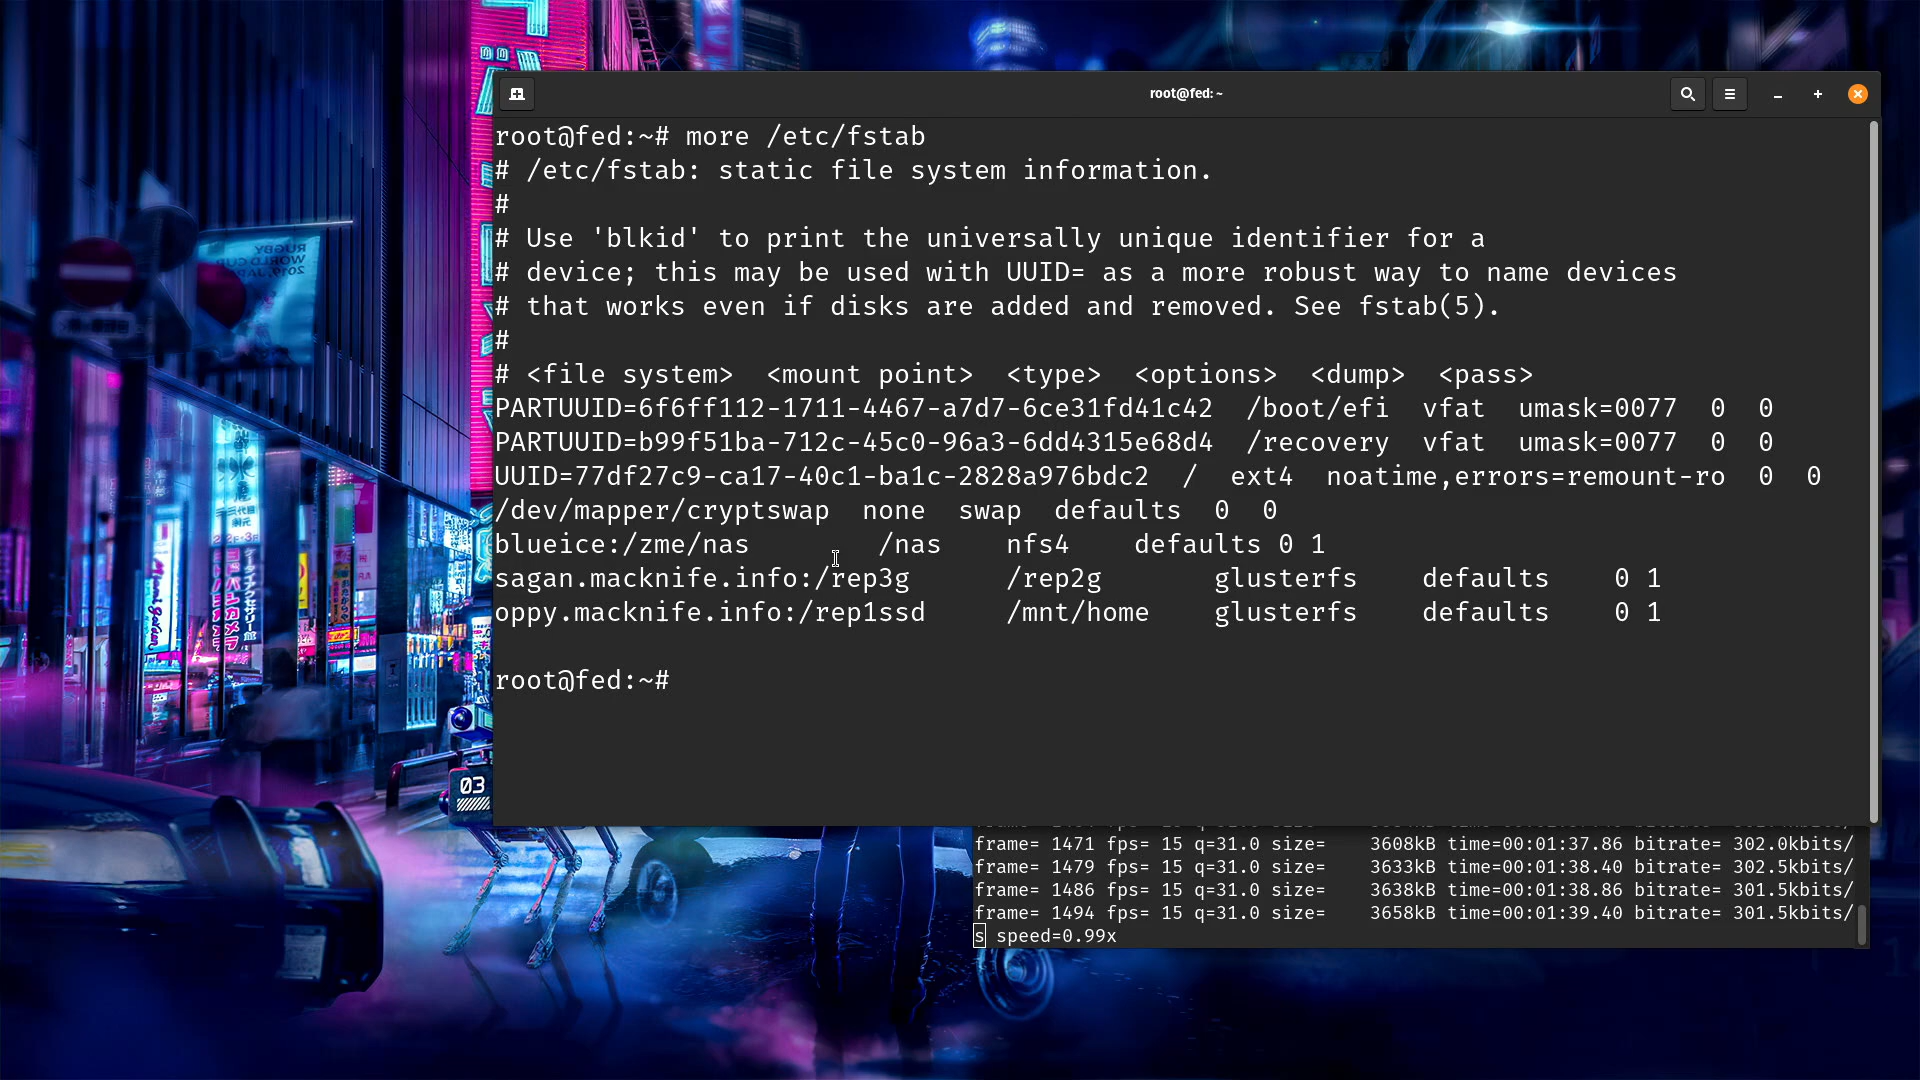 root@fed: ~
root@fed:~# more /etc/fstab
# /etc/fstab: static file system information.
#
# Use 'blkid' to print the universally unique identifier for a
# device; this may be used with UUID= as a more robust way to name devices
# that works even if disks are added and removed. See fstab(5).
#
# <file system>  <mount point>  <type>  <options>  <dump>  <pass>
PARTUUID=6f6ff112-1711-4467-a7d7-6ce31fd41c42  /boot/efi  vfat  umask=0077  0  0
PARTUUID=b99f51ba-712c-45c0-96a3-6dd4315e68d4  /recovery  vfat  umask=0077  0  0
UUID=77df27c9-ca17-40c1-ba1c-2828a976bdc2  /  ext4  noatime,errors=remount-ro  0  0
/dev/mapper/cryptswap  none  swap  defaults  0  0
blueice:/zme/nas        /nas    nfs4    defaults 0 1
sagan.macknife.info:/rep3g      /rep2g       glusterfs    defaults    0 1
oppy.macknife.info:/rep1ssd     /mnt/home    glusterfs    defaults    0 1
root@fed:~#
RUGBY
WORLD CUP
2019, JAPAN
03
frame= 1471 fps= 15 q=31.0 size=    3608kB time=00:01:37.86 bitrate= 302.0kbits/
frame= 1479 fps= 15 q=31.0 size=    3633kB time=00:01:38.40 bitrate= 302.5kbits/
frame= 1486 fps= 15 q=31.0 size=    3638kB time=00:01:38.86 bitrate= 301.5kbits/
frame= 1494 fps= 15 q=31.0 size=    3658kB time=00:01:39.40 bitrate= 301.5kbits/
s speed=0.99x